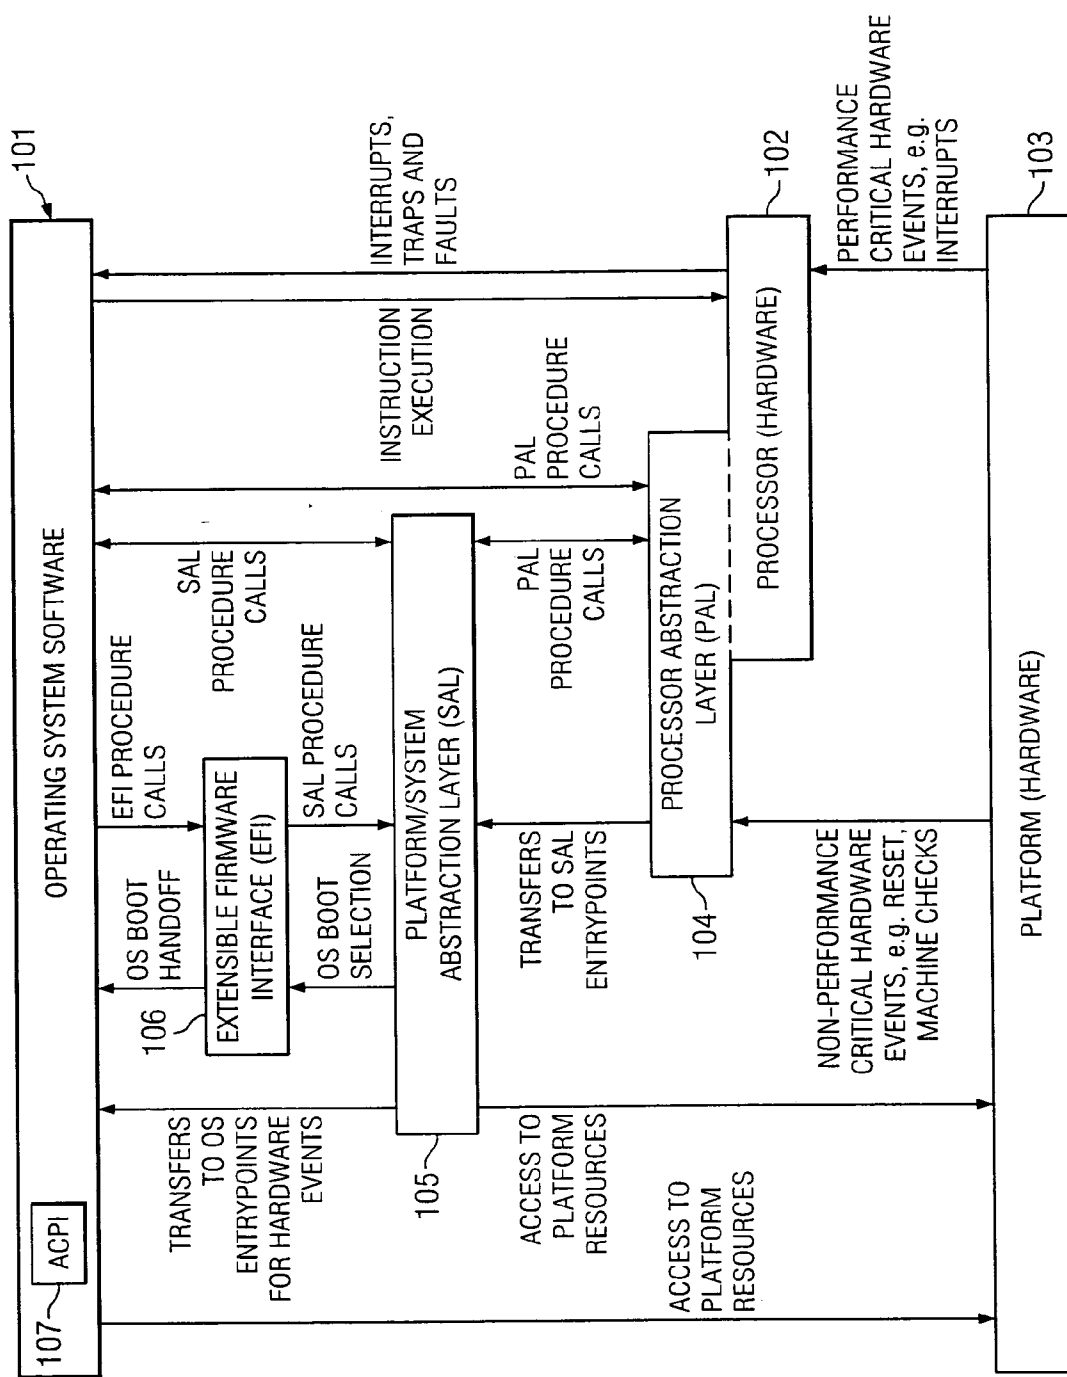 101
OPERATING SYSTEM SOFTWARE
ACPI
107
TRANSFERS
TO OS
ENTRYPOINTS
FOR HARDWARE
EVENTS
OS BOOT
HANDOFF
EFI PROCEDURE
CALLS
106
EXTENSIBLE FIRMWARE
INTERFACE (EFI)
OS BOOT
SELECTION
SAL PROCEDURE
CALLS
SAL
PROCEDURE
CALLS
INSTRUCTION
EXECUTION
INTERRUPTS,
TRAPS AND
FAULTS
PLATFORM/SYSTEM
ABSTRACTION LAYER (SAL)
105
ACCESS TO
PLATFORM
RESOURCES
ACCESS TO
PLATFORM
RESOURCES
TRANSFERS
TO SAL
ENTRYPOINTS
PAL
PROCEDURE
CALLS
PAL
PROCEDURE
CALLS
PROCESSOR ABSTRACTION
LAYER (PAL)
104
PROCESSOR (HARDWARE)
102
NON-PERFORMANCE
CRITICAL HARDWARE
EVENTS, e.g. RESET,
MACHINE CHECKS
PERFORMANCE
CRITICAL HARDWARE
EVENTS, e.g.
INTERRUPTS
PLATFORM (HARDWARE)
103